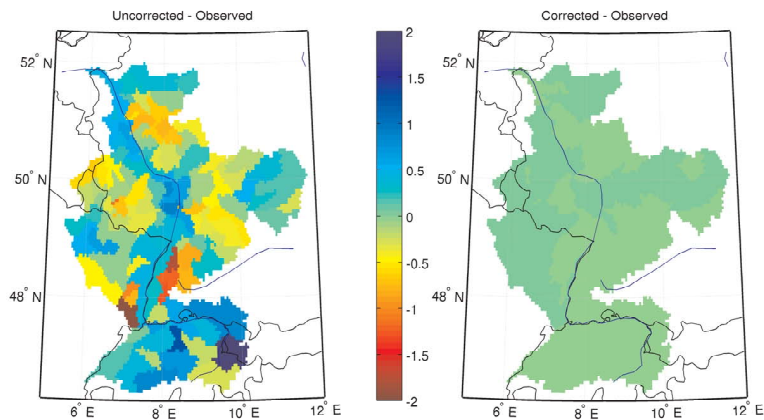 Uncorrected - Observed
52° N
50° N
48° N
6° E
8° E
10° E
12° E
2
1.5
1
0.5
0
-0.5
-1
-1.5
-2
Corrected - Observed
52° N
50° N
48° N
6° E
8° E
10° E
12° E